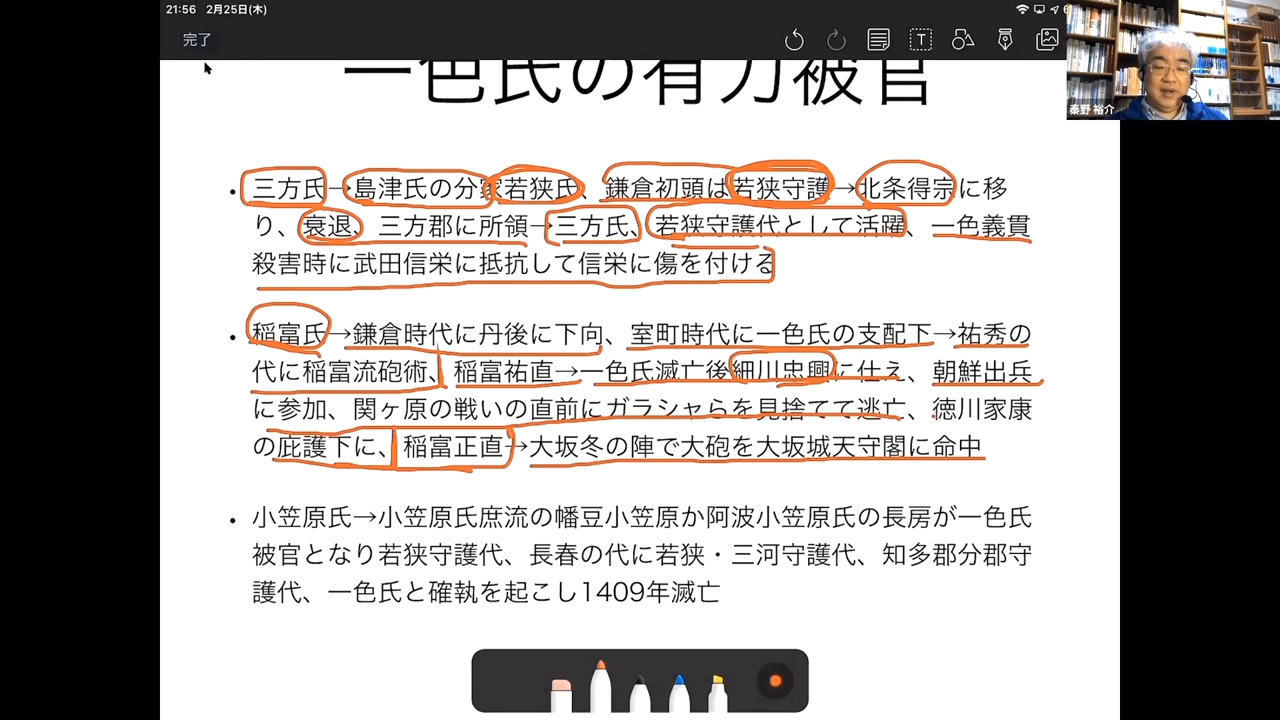 21:56 2月25日(木)
完了
一色氏の有力被官
秦野 裕介
• 三方氏→島津氏の分家若狭氏、鎌倉初頭は若狭守護→北条得宗に移
り、衰退、三方郡に所領→三方氏、若狭守護代として活躍、一色義貫
殺害時に武田信栄に抵抗して信栄に傷を付ける
• 稲富氏→鎌倉時代に丹後に下向、室町時代に一色氏の支配下→祐秀の
代に稲富流砲術、稲富祐直→一色氏滅亡後細川忠興に仕え、朝鮮出兵
に参加、関ヶ原の戦いの直前にガラシャらを見捨てて逃亡、徳川家康
の庇護下に、稲富正直→大坂冬の陣で大砲を大坂城天守閣に命中
• 小笠原氏→小笠原氏庶流の幡豆小笠原か阿波小笠原氏の長房が一色氏
被官となり若狭守護代、長春の代に若狭・三河守護代、知多郡分郡守
護代、一色氏と確執を起こし1409年滅亡